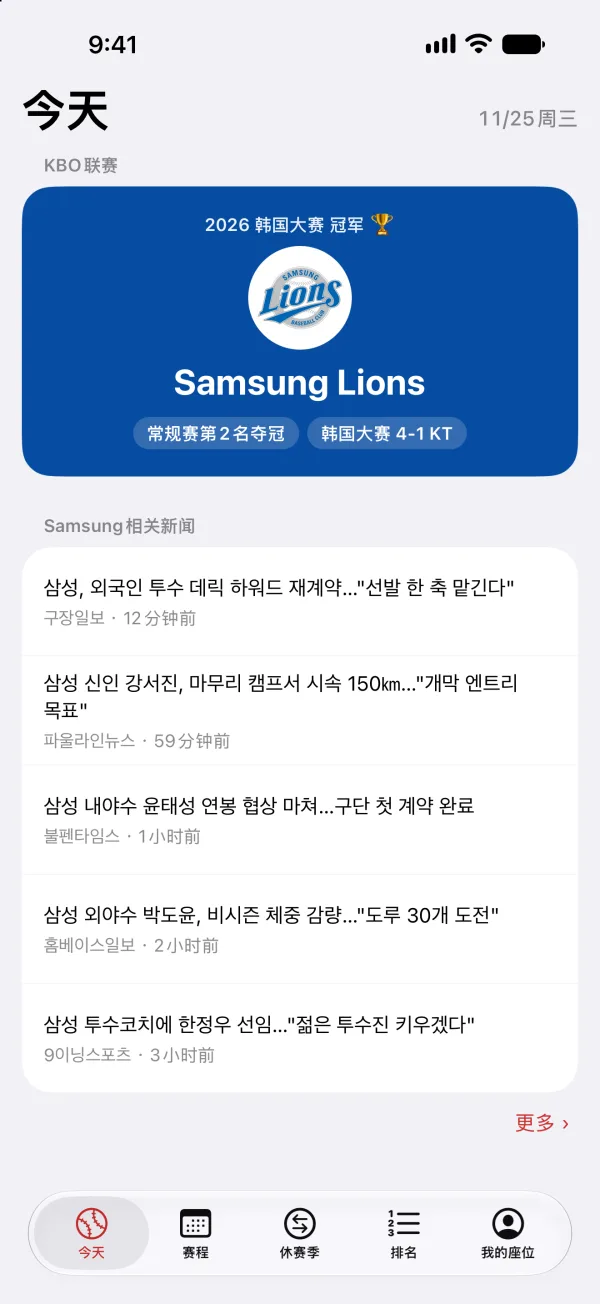 9:41
今天
11/25周三
KBO联赛
2026 韩国大赛 冠军 🏆
SAMSUNG
Lions
BASEBALL CLUB
Samsung Lions
常规赛第2名夺冠
韩国大赛 4-1 KT
Samsung相关新闻
삼성, 외국인 투수 데릭 하워드 재계약..."선발 한 축 맡긴다"
구장일보 · 12分钟前
삼성 신인 강서진, 마무리 캠프서 시속 150㎞..."개막 엔트리
목표"
파울라인뉴스 · 59分钟前
삼성 내야수 윤태성 연봉 협상 마쳐...구단 첫 계약 완료
불펜타임스 · 1小时前
삼성 외야수 박도윤, 비시즌 체중 감량..."도루 30개 도전"
홈베이스일보 · 2小时前
삼성 투수코치에 한정우 선임..."젊은 투수진 키우겠다"
9이닝스포츠 · 3小时前
更多 ›
今天
赛程
休赛季
排名
我的座位